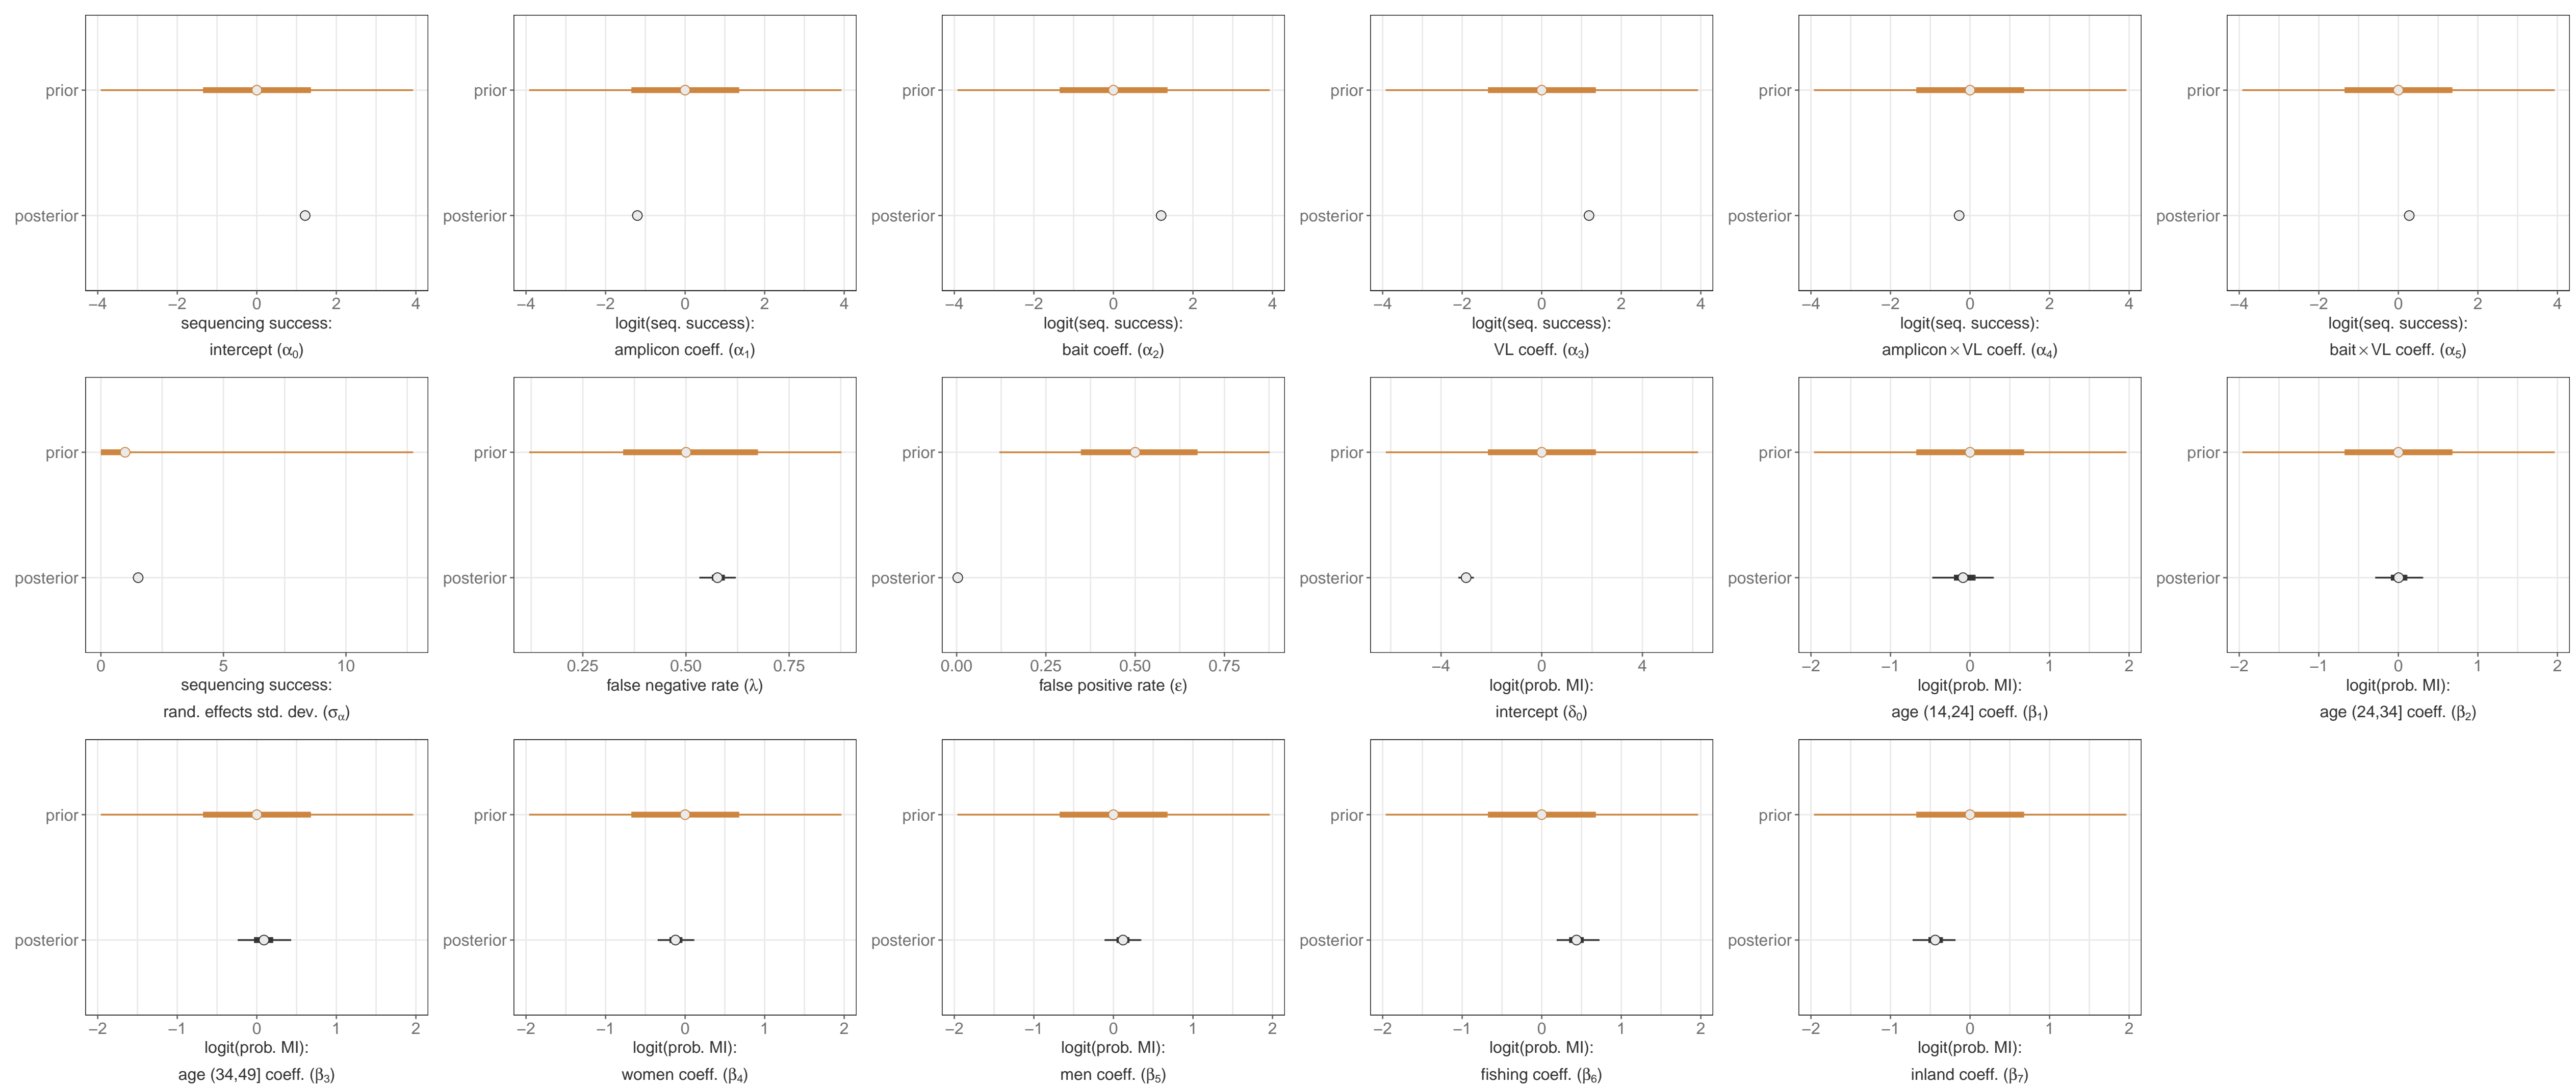 prior
posterior
−4 −2 0 2 4
sequencing success:
intercept (α0)
prior
posterior
−4 −2 0 2 4
logit(seq. success):
amplicon coeff. (α1)
prior
posterior
−4 −2 0 2 4
logit(seq. success):
bait coeff. (α2)
prior
posterior
−4 −2 0 2 4
logit(seq. success):
VL coeff. (α3)
prior
posterior
−4 −2 0 2 4
logit(seq. success):
amplicon×VL coeff. (α4)
prior
posterior
−4 −2 0 2 4
logit(seq. success):
bait×VL coeff. (α5)
prior
posterior
0 5 10
sequencing success:
rand. effects std. dev. (σα)
prior
posterior
0.25 0.50 0.75
false negative rate (λ)
prior
posterior
0.00 0.25 0.50 0.75
false positive rate (ε)
prior
posterior
−4 0 4
logit(prob. MI):
intercept (δ0)
prior
posterior
−2 −1 0 1 2
logit(prob. MI):
age (14,24] coeff. (β1)
prior
posterior
−2 −1 0 1 2
logit(prob. MI):
age (24,34] coeff. (β2)
prior
posterior
−2 −1 0 1 2
logit(prob. MI):
age (34,49] coeff. (β3)
prior
posterior
−2 −1 0 1 2
logit(prob. MI):
women coeff. (β4)
prior
posterior
−2 −1 0 1 2
logit(prob. MI):
men coeff. (β5)
prior
posterior
−2 −1 0 1 2
logit(prob. MI):
fishing coeff. (β6)
prior
posterior
−2 −1 0 1 2
logit(prob. MI):
inland coeff. (β7)